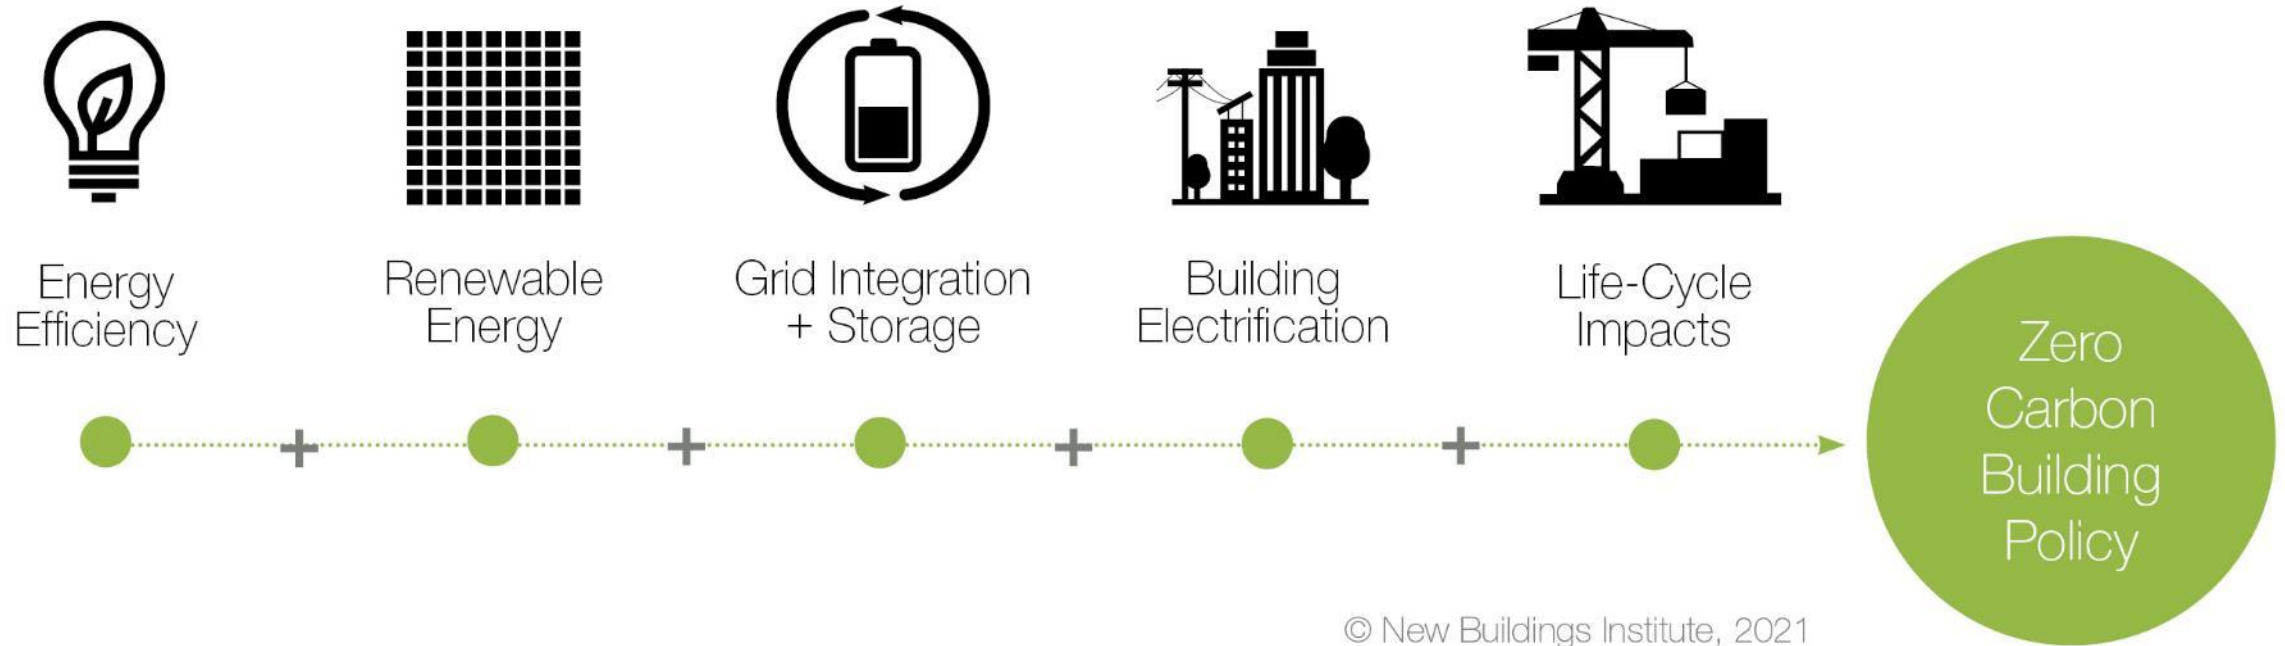 Energy
Efficiency
Renewable
Energy
Grid Integration
+ Storage
Building
Electrification
Life-Cycle
Impacts
+
+
+
+
Zero
Carbon
Building
Policy
© New Buildings Institute, 2021